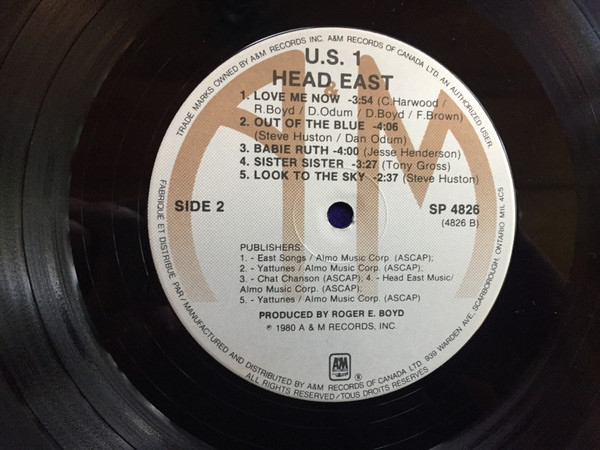 TRADE MARKS OWNED BY A&M RECORDS INC. A&M RECORDS OF CANADA LTD. AN AUTHORIZED USER
U.S. 1
HEAD EAST
A&M
1. LOVE ME NOW -3:54 (C.Harwood /
R.Boyd / D.Odum / D.Boyd / F.Brown)
2. OUT OF THE BLUE -4:06
(Steve Huston / Dan Odum)
3. BABIE RUTH -4:00 (Jesse Henderson)
4. SISTER SISTER -3:27 (Tony Gross)
5. LOOK TO THE SKY -2:37 (Steve Huston)
SIDE 2
SP 4826
(4826 B)
PUBLISHERS:
1. - East Songs / Almo Music Corp. (ASCAP);
2. - Yattunes / Almo Music Corp. (ASCAP);
3. - Chat Chanson (ASCAP); 4. - Head East Music/
Almo Music Corp. (ASCAP);
5. - Yattunes / Almo Music Corp. (ASCAP)
PRODUCED BY ROGER E. BOYD
℗ 1980 A & M RECORDS, INC.
A&M
®
FABRIQUÉ ET DISTRIBUÉ PAR / MANUFACTURED AND DISTRIBUTED BY A&M RECORDS OF CANADA LTD. 939 WARDEN AVE, SCARBOROUGH, ONTARIO M1L 4C5
ALL RIGHTS RESERVED / TOUS DROITS RESERVÉS